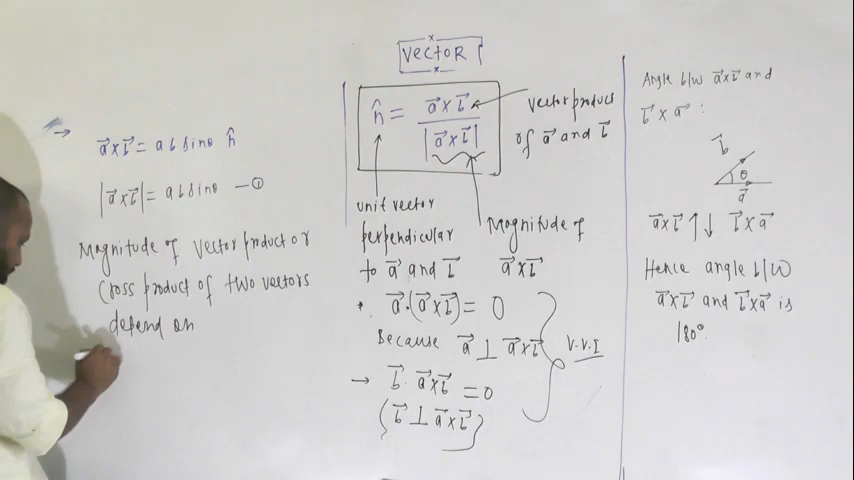 VECTOR
→ a⃗×b⃗ = ab sinθ n̂
|a⃗×b⃗| = ab sinθ —①
Magnitude of vector product or
Cross product of two vectors
depend on
n̂ = a⃗×b⃗ / |a⃗×b⃗|
vector product
of a⃗ and b⃗
unit vector
perpendicular
to a⃗ and b⃗
Magnitude of
a⃗×b⃗
• a⃗·(a⃗×b⃗) = 0
Because a⃗ ⊥ a⃗×b⃗
V.V.I
→ b⃗·a⃗×b⃗ = 0
(b⃗ ⊥ a⃗×b⃗)
Angle b/w a⃗×b⃗ and
b⃗×a⃗ :
b⃗
θ
a⃗
a⃗×b⃗ ↑↓ b⃗×a⃗
Hence angle b/w
a⃗×b⃗ and b⃗×a⃗ is
180°.